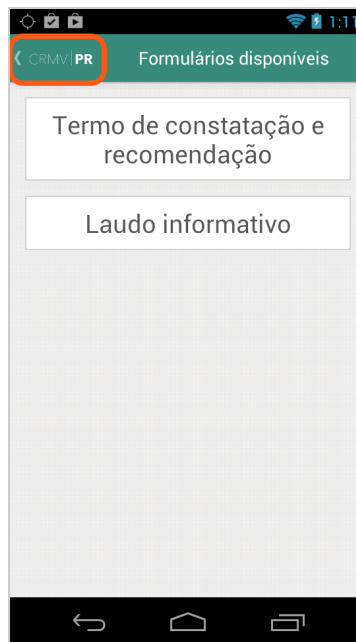 1:11
CRMV|PR
Formulários disponíveis
Termo de constatação e
recomendação
Laudo informativo